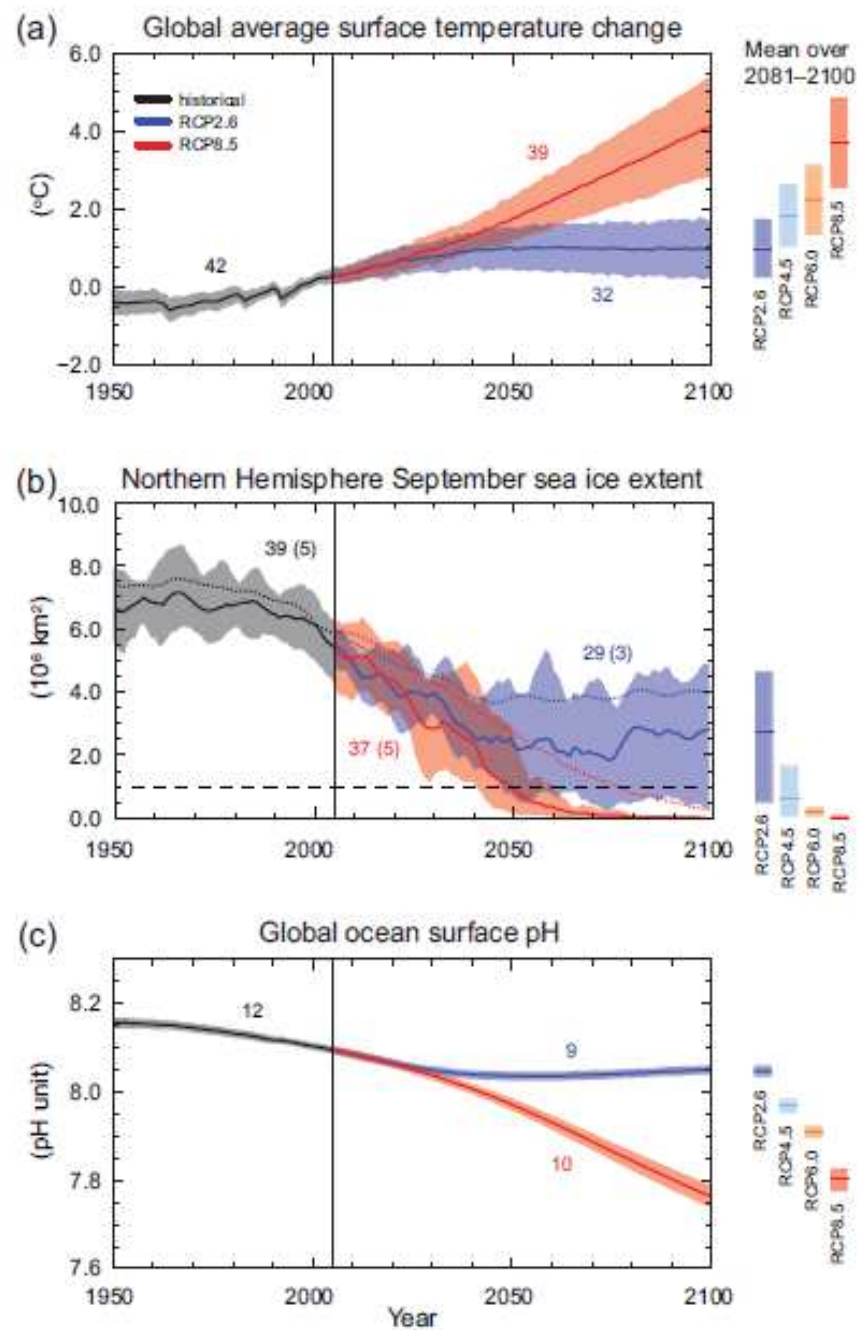 (a) Global average surface temperature change
Mean over
2081–2100
6.0
4.0
2.0
0.0
−2.0
(°C)
historical
RCP2.6
RCP8.5
42
39
32
1950 2000 2050 2100
RCP2.6
RCP4.5
RCP6.0
RCP8.5
(b) Northern Hemisphere September sea ice extent
10.0
8.0
6.0
4.0
2.0
0.0
(10⁶ km²)
39 (5)
29 (3)
37 (5)
1950 2000 2050 2100
RCP2.6
RCP4.5
RCP6.0
RCP8.5
(c) Global ocean surface pH
8.2
8.0
7.8
7.6
(pH unit)
12
9
10
1950 2000 2050 2100
Year
RCP2.6
RCP4.5
RCP6.0
RCP8.5